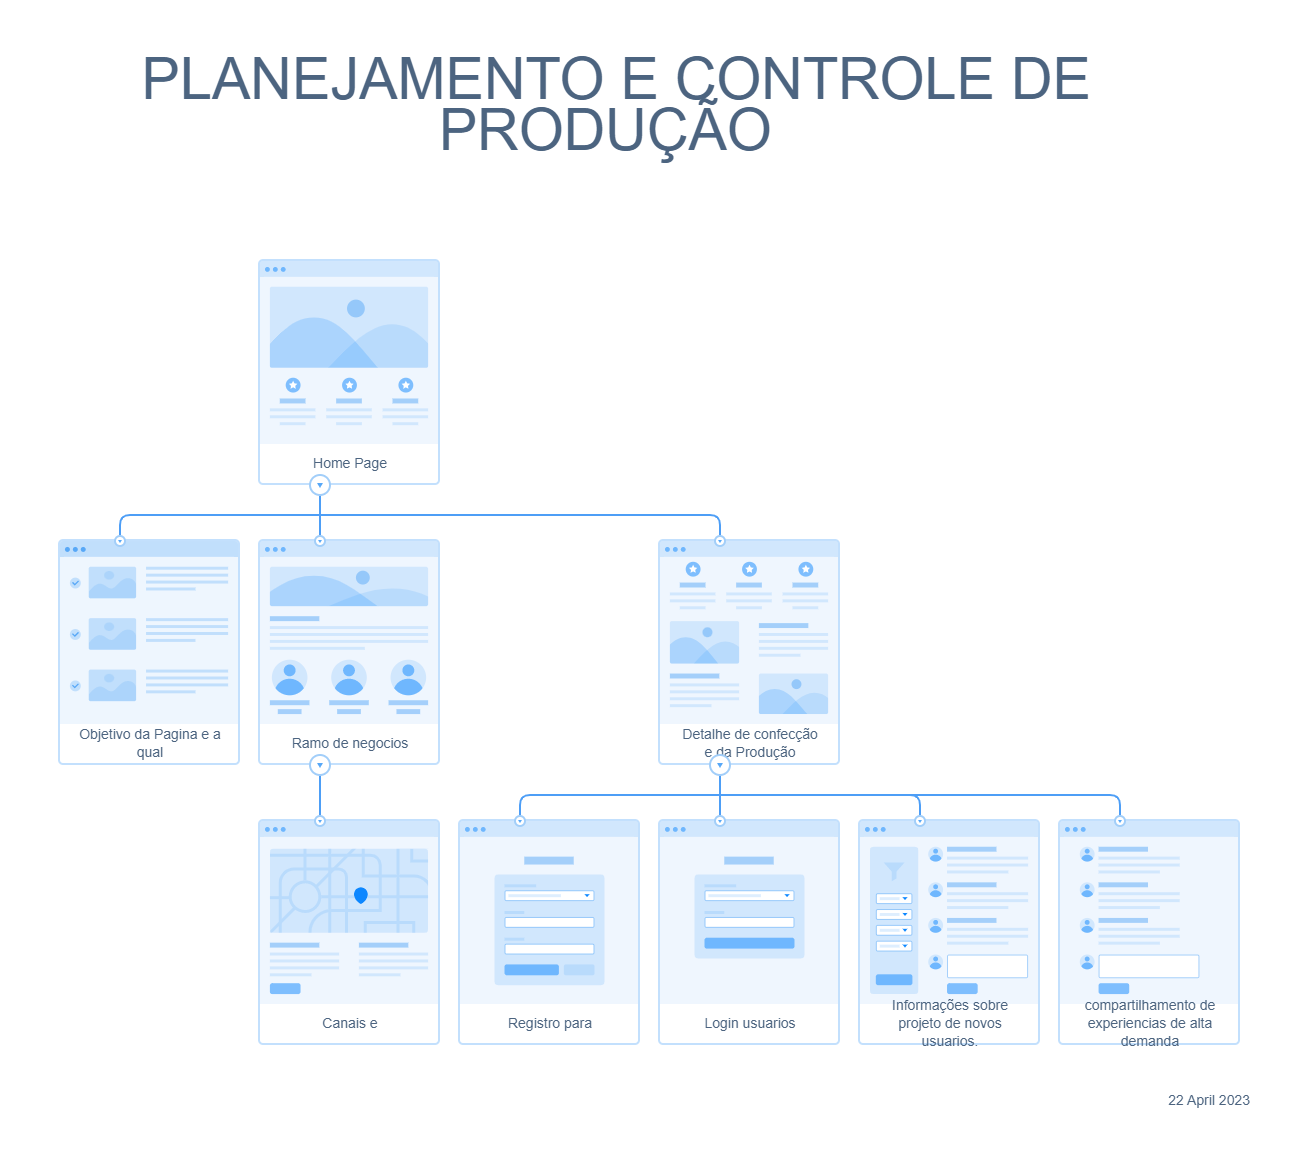 PLANEJAMENTO E CONTROLE DE
PRODUÇÃO
Home Page
Objetivo da Pagina e a
qual
Ramo de negocios
Detalhe de confecção
e da Produção
Canais e
Registro para
Login usuarios
Informações sobre
projeto de novos
usuarios.
compartilhamento de
experiencias de alta
demanda
22 April 2023